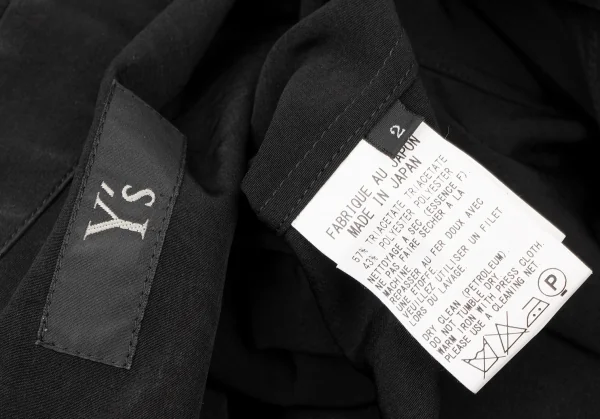 Y's
2
FABRIQUE AU JAPON
MADE IN JAPAN
57% TRIACETATE TRIACETATE
43% POLYESTER POLYESTER
NETTOYAGE A SEC (ESSENCE F)
NE PAS FAIRE SÉCHER À LA
MACHINE
REPASSER AU FER DOUX AVEC
UN ETOFFE
VEUILLEZ UTILISER UN FILET
LORS DU LAVAGE
DRY CLEAN (PETROLEUM)
DO NOT TUMBLE DRY
WARM IRON WITH PRESS CLOTH.
PLEASE USE A CLEANING NET
P